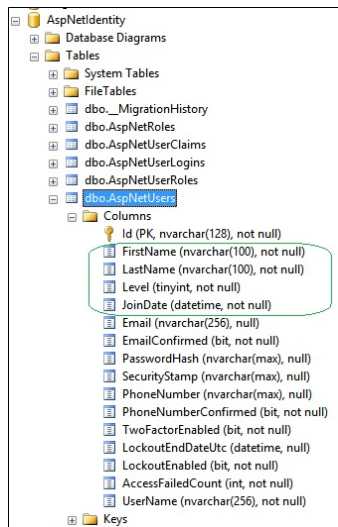 AspNetIdentity
Database Diagrams
Tables
System Tables
FileTables
dbo.__MigrationHistory
dbo.AspNetRoles
dbo.AspNetUserClaims
dbo.AspNetUserLogins
dbo.AspNetUserRoles
dbo.AspNetUsers
Columns
Id (PK, nvarchar(128), not null)
FirstName (nvarchar(100), not null)
LastName (nvarchar(100), not null)
Level (tinyint, not null)
JoinDate (datetime, not null)
Email (nvarchar(256), null)
EmailConfirmed (bit, not null)
PasswordHash (nvarchar(max), null)
SecurityStamp (nvarchar(max), null)
PhoneNumber (nvarchar(max), null)
PhoneNumberConfirmed (bit, not null)
TwoFactorEnabled (bit, not null)
LockoutEndDateUtc (datetime, null)
LockoutEnabled (bit, not null)
AccessFailedCount (int, not null)
UserName (nvarchar(256), not null)
Keys